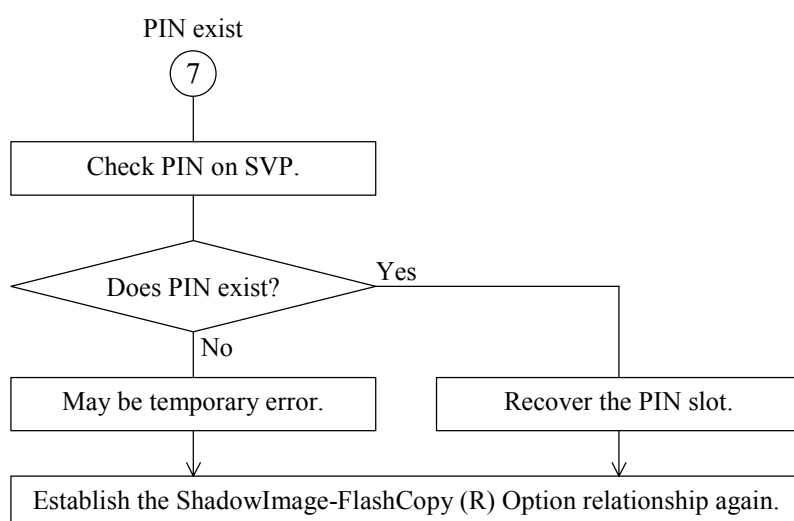 PIN exist
7
Check PIN on SVP.
Does PIN exist?
Yes
No
May be temporary error.
Recover the PIN slot.
Establish the ShadowImage-FlashCopy (R) Option relationship again.